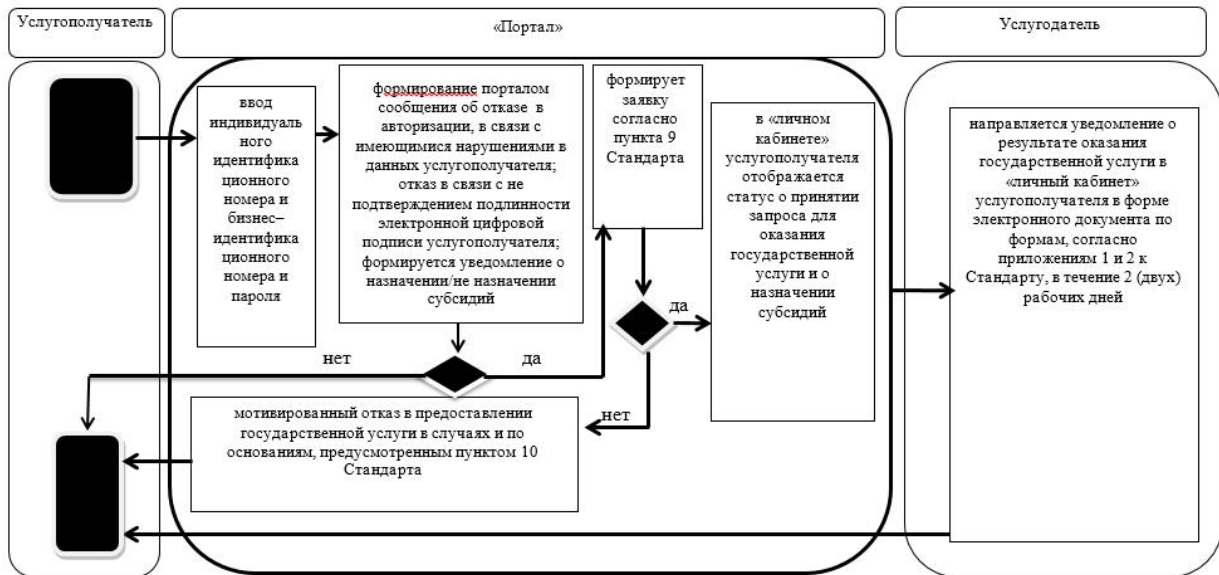 Услугополучатель
«Портал»
Услугодатель
ввод
индивидуаль
ного
идентифика
ционного
номера и
бизнес–
идентифика
ционного
номера и
пароля
формирование порталом
сообщения об отказе в
авторизации, в связи с
имеющимися нарушениями в
данных услугополучателя;
отказ в связи с не
подтверждением подлинности
электронной цифровой
подписи услугополучателя;
формируется уведомление о
назначении/не назначении
субсидий
формирует
заявку
согласно
пункта 9
Стандарта
в «личном
кабинете»
услугополучателя
отображается
статус о принятии
запроса для
оказания
государственной
услуги и о
назначении
субсидий
направляется уведомление о
результате оказания
государственной услуги в
«личный кабинет»
услугополучателя в форме
электронного документа по
формам, согласно
приложениям 1 и 2 к
Стандарту, в течение 2 (двух)
рабочих дней
да
нет
да
нет
мотивированный отказ в предоставлении
государственной услуги в случаях и по
основаниям, предусмотренным пунктом 10
Стандарта